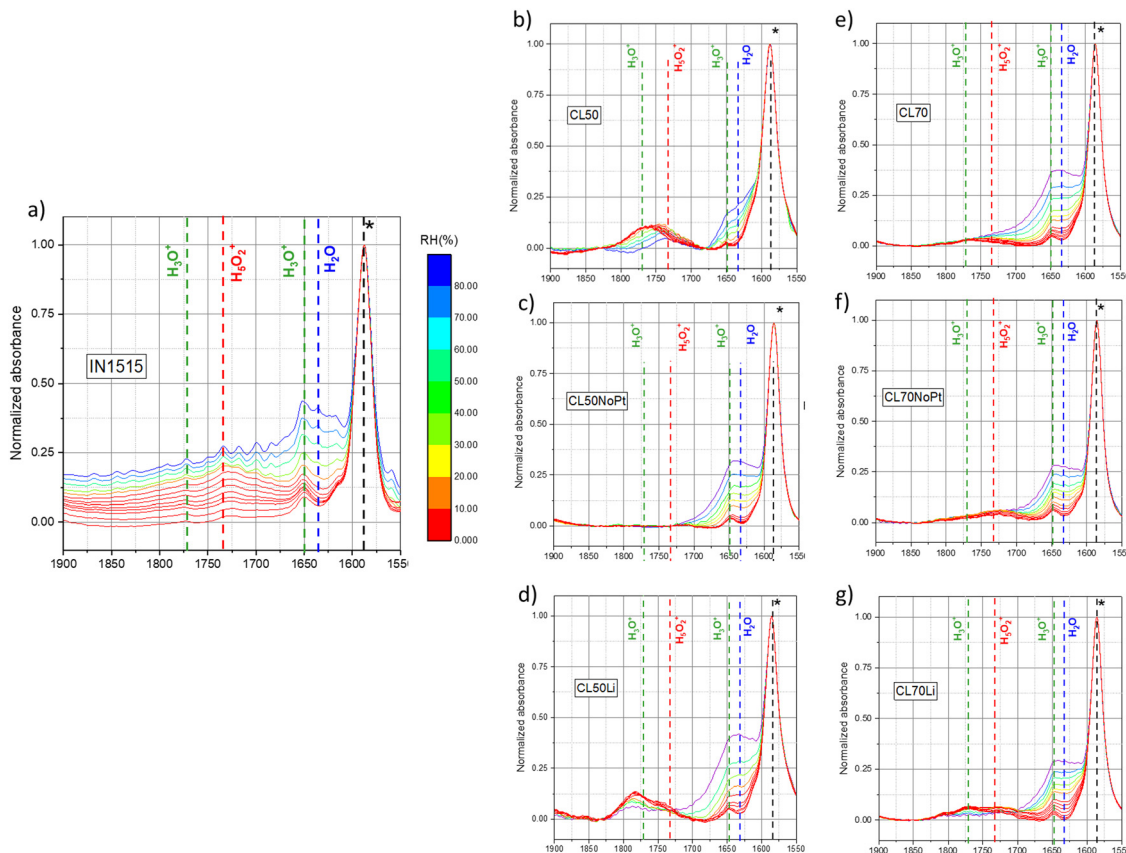 a)
Normalized absorbance
1.00
0.75
0.50
0.25
0.00
H₃O⁺
H₅O₂⁺
H₃O⁺
H₂O
*
IN1515
1900 1850 1800 1750 1700 1650 1600 155
RH(%)
80.00
70.00
60.00
50.00
40.00
30.00
20.00
10.00
0.000
b)
Normalized absorbance
1.00
0.75
0.50
0.25
0.00
H₃O⁺
H₅O₂⁺
H₃O⁺
H₂O
*
CL50
1900 1850 1800 1750 1700 1650 1600 1550
c)
Normalized absorbance
1.00
0.75
0.50
0.25
0.00
H₃O⁺
H₅O₂⁺
H₃O⁺
H₂O
*
CL50NoPt
1900 1850 1800 1750 1700 1650 1600 1550
d)
Normalized absorbance
1.00
0.75
0.50
0.25
0.00
H₃O⁺
H₅O₂⁺
H₃O⁺
H₂O
*
CL50Li
1900 1850 1800 1750 1700 1650 1600 1550
e)
Normalized absorbance
1.00
0.75
0.50
0.25
0.00
H₃O⁺
H₅O₂⁺
H₃O⁺
H₂O
*
CL70
1900 1850 1800 1750 1700 1650 1600 1550
f)
Normalized absorbance
1.00
0.75
0.50
0.25
0.00
H₃O⁺
H₅O₂⁺
H₃O⁺
H₂O
*
CL70NoPt
1900 1850 1800 1750 1700 1650 1600 1550
g)
Normalized absorbance
1.00
0.75
0.50
0.25
0.00
H₃O⁺
H₅O₂⁺
H₃O⁺
H₂O
*
CL70Li
1900 1850 1800 1750 1700 1650 1600 1550